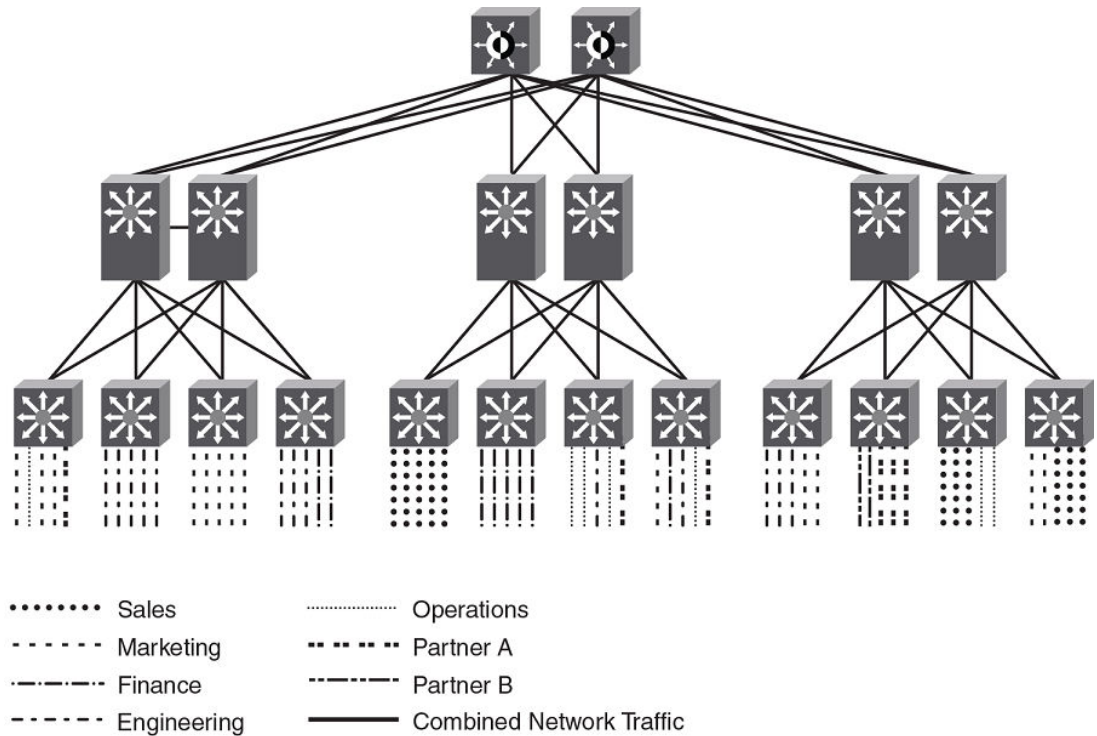 Sales
Marketing
Finance
Engineering
Operations
Partner A
Partner B
Combined Network Traffic